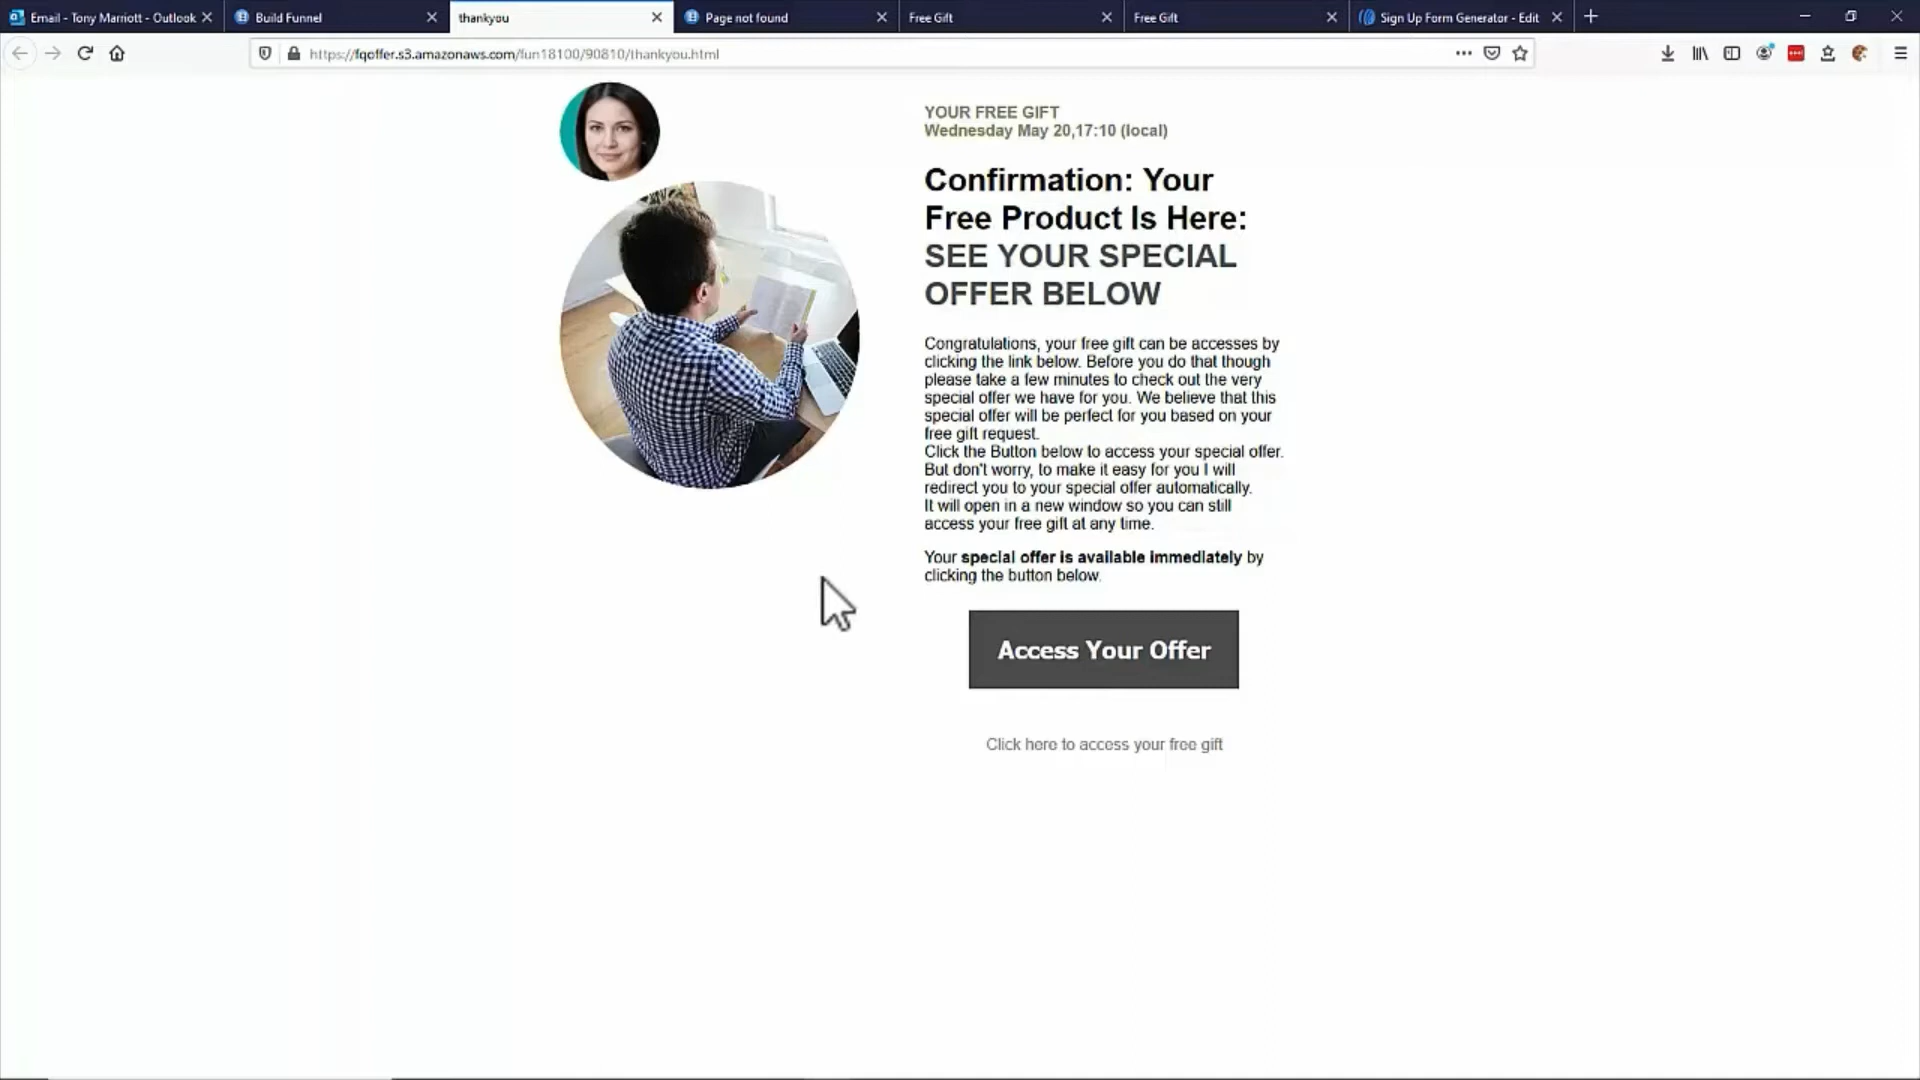 Email - Tony Marriott - Outlook
Build Funnel
thankyou
Page not found
Free Gift
Free Gift
Sign Up Form Generator - Edit
https://fqoffer.s3.amazonaws.com/fun18100/90810/thankyou.html
YOUR FREE GIFT
Wednesday May 20,17:10 (local)
Confirmation: Your
Free Product Is Here:
SEE YOUR SPECIAL
OFFER BELOW
Congratulations, your free gift can be accesses by
clicking the link below. Before you do that though
please take a few minutes to check out the very
special offer we have for you. We believe that this
special offer will be perfect for you based on your
free gift request.
Click the Button below to access your special offer.
But don't worry, to make it easy for you I will
redirect you to your special offer automatically.
It will open in a new window so you can still
access your free gift at any time.
Your special offer is available immediately by
clicking the button below.
Access Your Offer
Click here to access your free gift